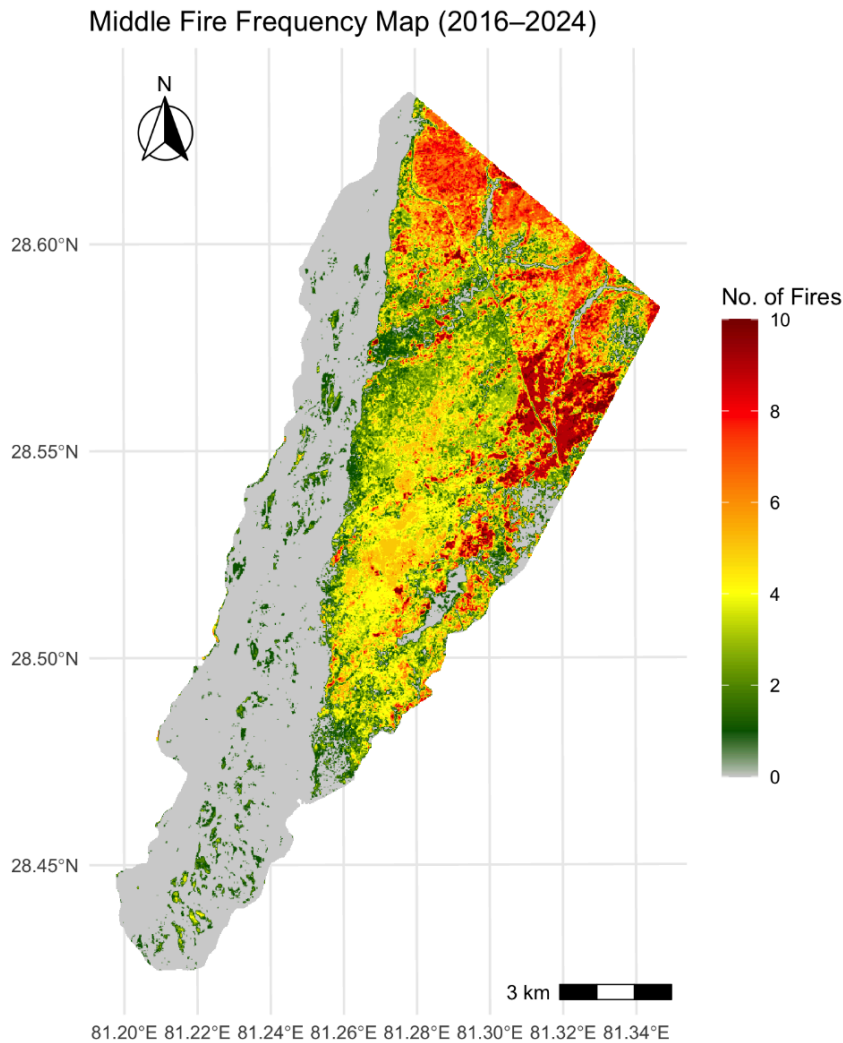 Middle Fire Frequency Map (2016–2024)
N
28.60°N
28.55°N
28.50°N
28.45°N
No. of Fires
10
8
6
4
2
0
3 km
81.20°E 81.22°E 81.24°E 81.26°E 81.28°E 81.30°E 81.32°E 81.34°E